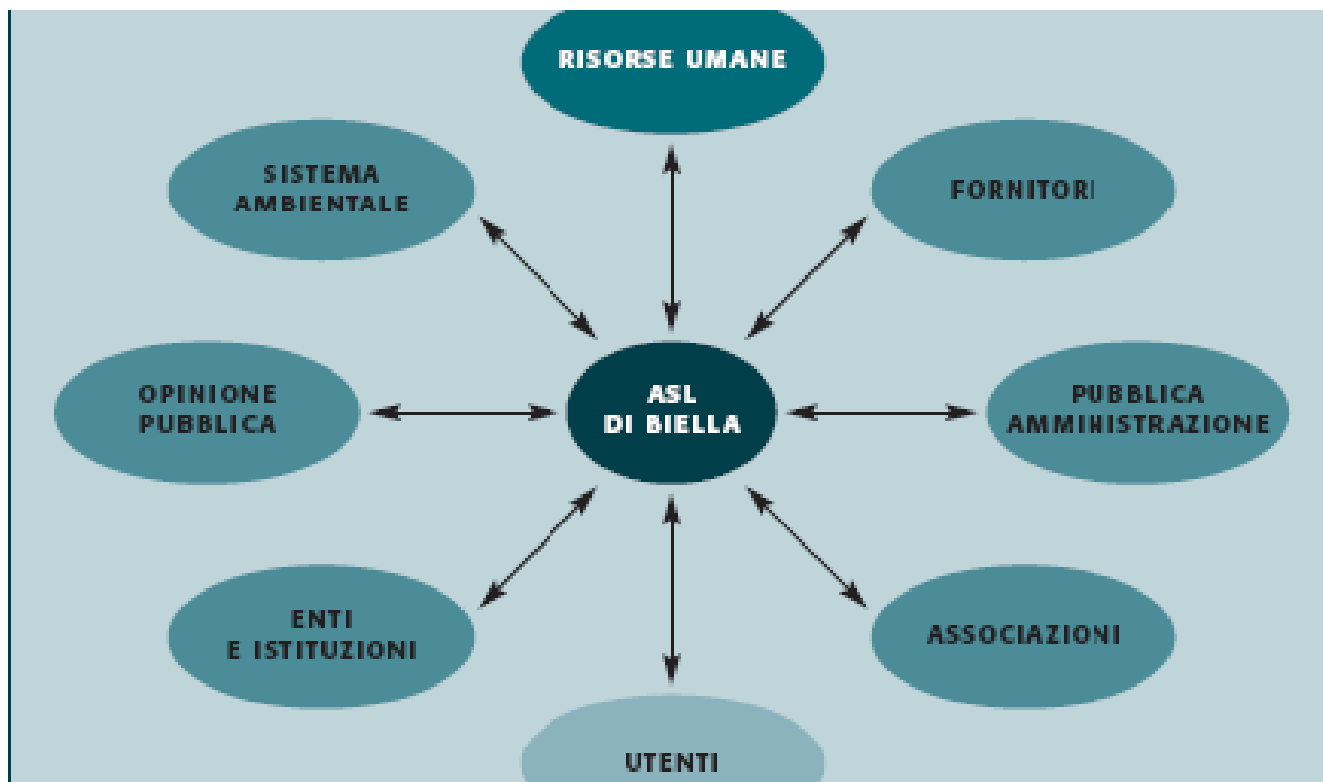 RISORSE UMANE
SISTEMA
AMBIENTALE
FORNITORI
OPINIONE
PUBBLICA
ASL
DI BIELLA
PUBBLICA
AMMINISTRAZIONE
ENTI
E ISTITUZIONI
ASSOCIAZIONI
UTENTI